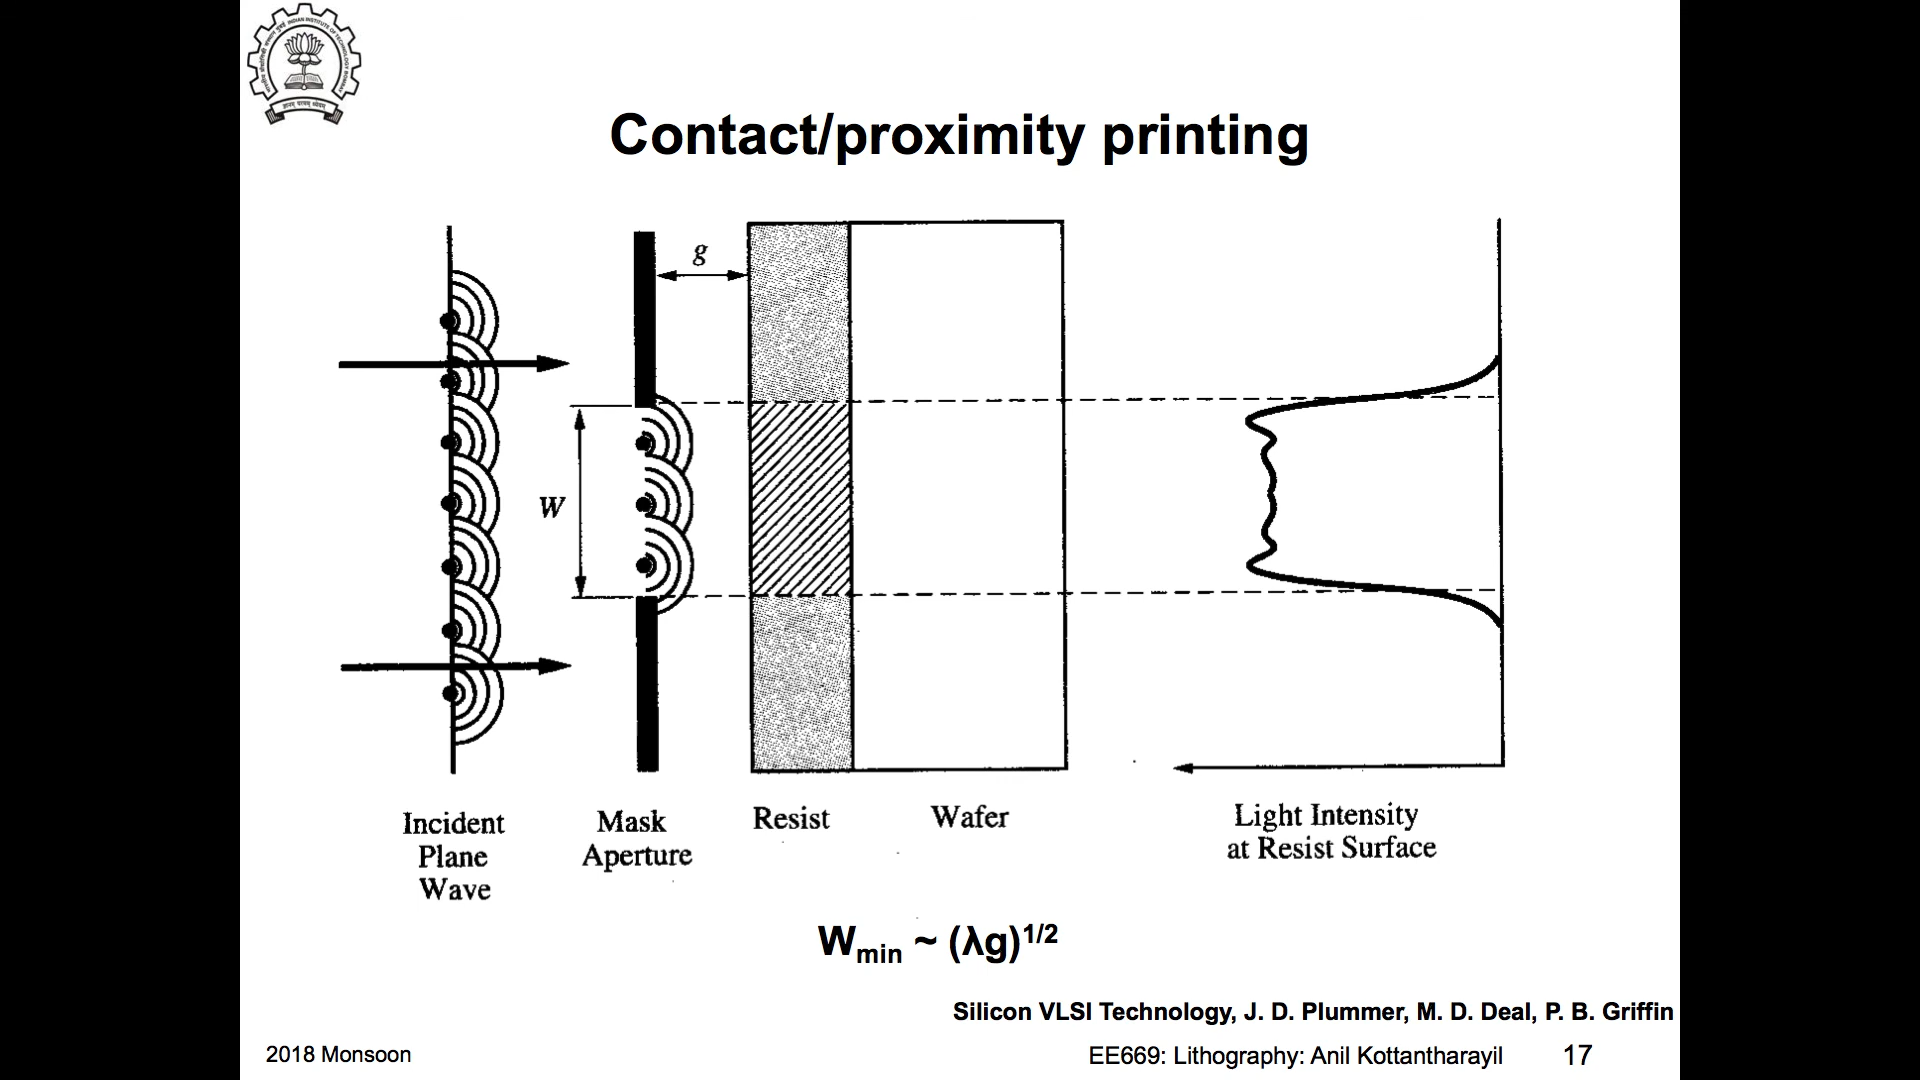 Contact/proximity printing
g
W
Incident
Plane
Wave
Mask
Aperture
Resist
Wafer
Light Intensity
at Resist Surface
Wmin ~ (λg)1/2
Silicon VLSI Technology, J. D. Plummer, M. D. Deal, P. B. Griffin
2018 Monsoon
EE669: Lithography: Anil Kottantharayil
17